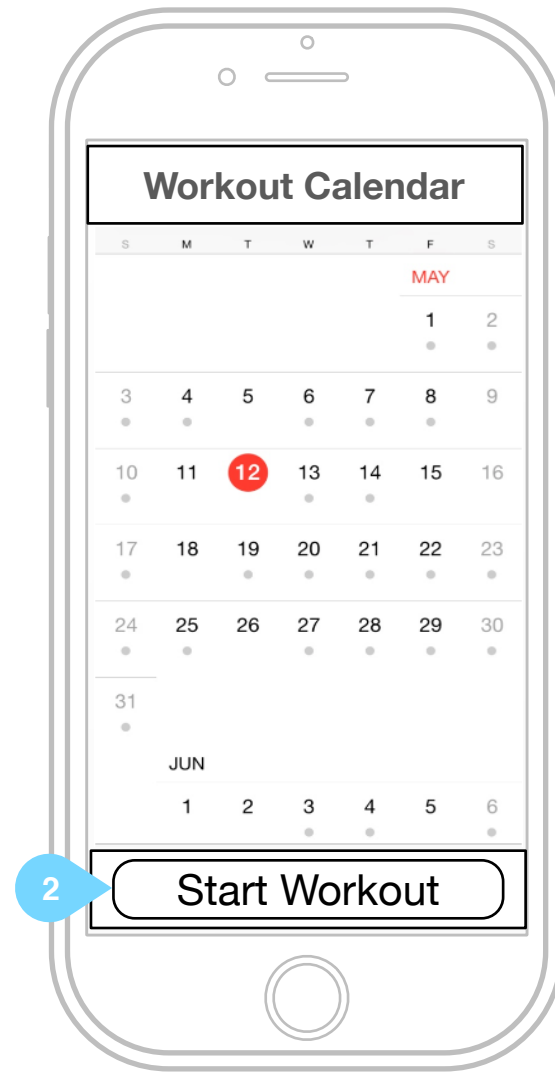 Workout Calendar
S M T W T F S
MAY
1 2
3 4 5 6 7 8 9
10 11 12 13 14 15 16
17 18 19 20 21 22 23
24 25 26 27 28 29 30
31
JUN
1 2 3 4 5 6
2 Start Workout